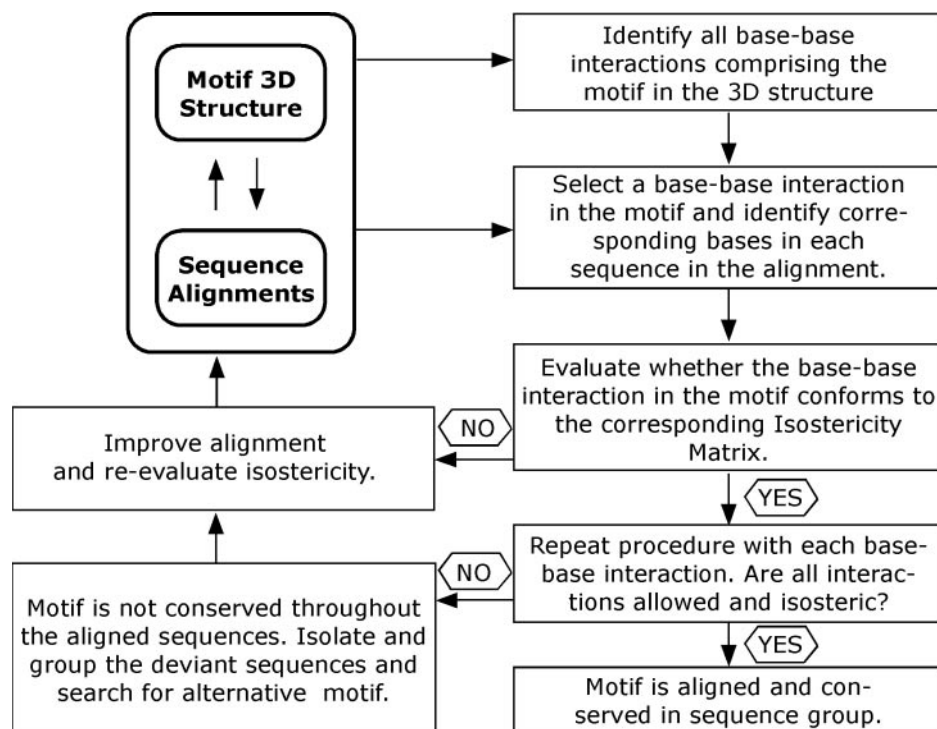 Motif 3D
Structure
Sequence
Alignments
Identify all base-base
interactions comprising the
motif in the 3D structure
Select a base-base interaction
in the motif and identify corre-
sponding bases in each
sequence in the alignment.
Evaluate whether the base-base
interaction in the motif conforms to
the corresponding Isostericity
Matrix.
NO
Improve alignment
and re-evaluate isostericity.
YES
Repeat procedure with each base-
base interaction. Are all interac-
tions allowed and isosteric?
NO
Motif is not conserved throughout
the aligned sequences. Isolate and
group the deviant sequences and
search for alternative motif.
YES
Motif is aligned and con-
served in sequence group.